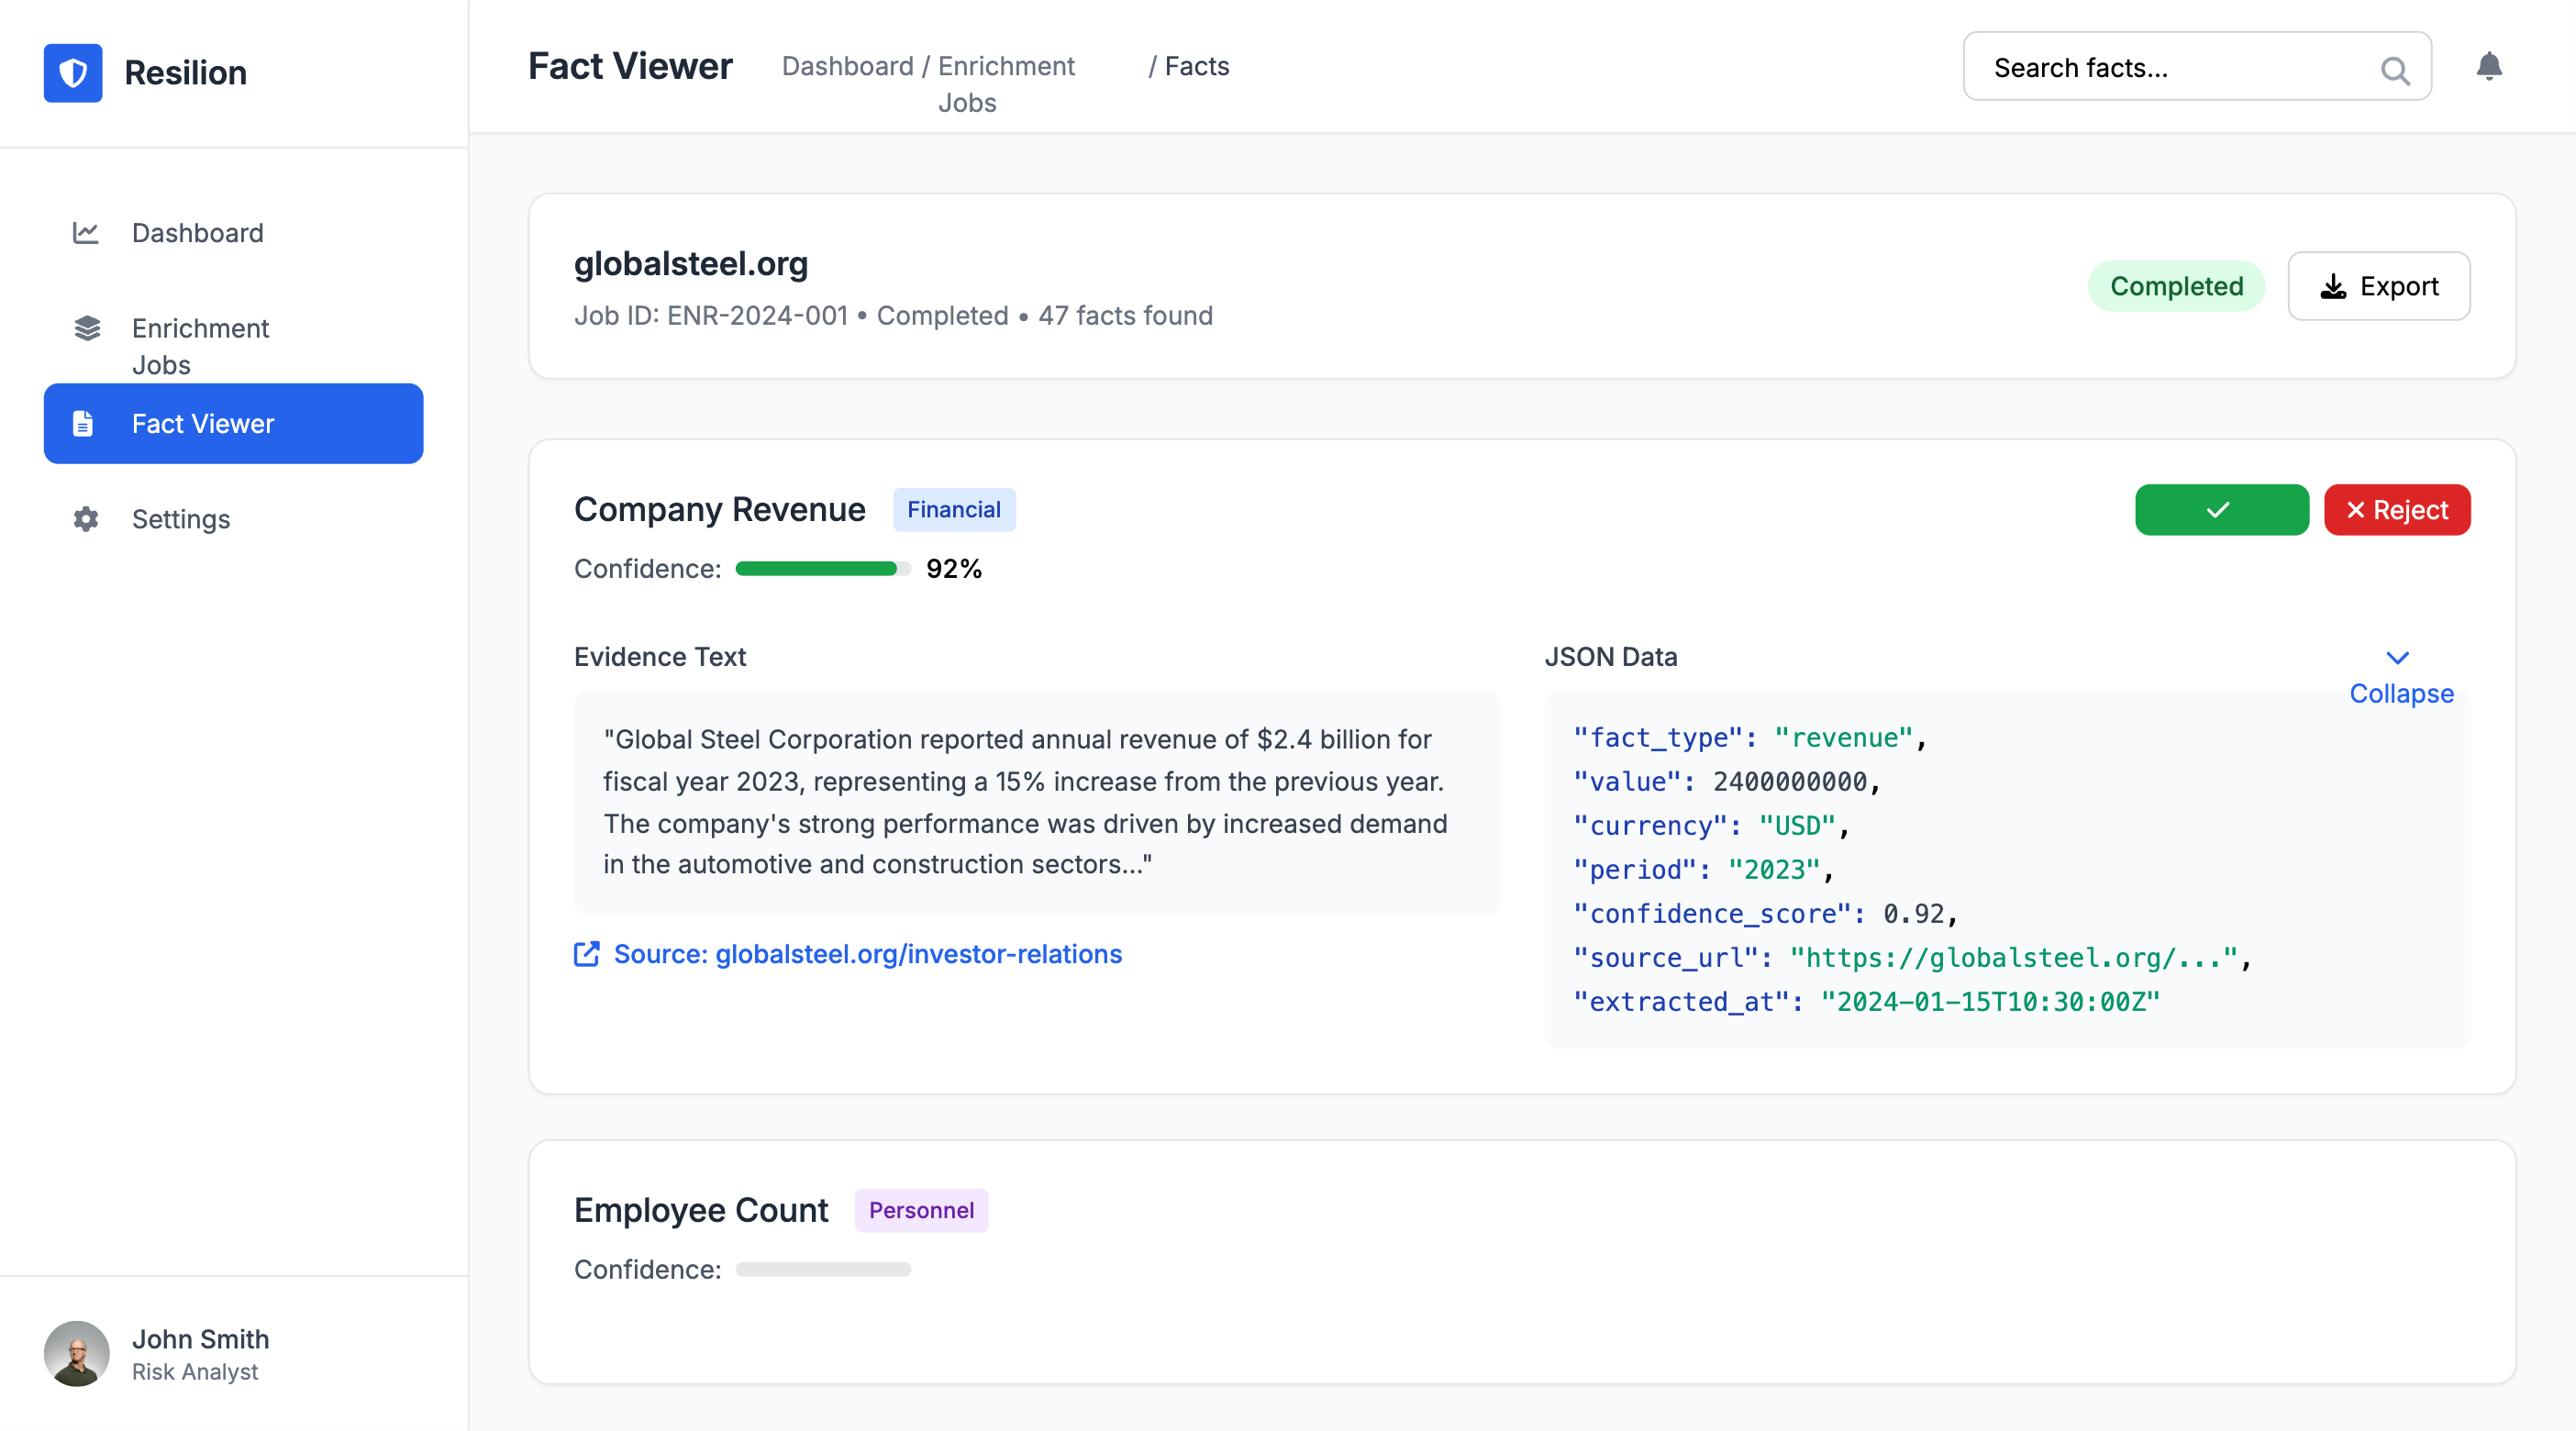 Resilion
Dashboard
Enrichment
Jobs
Fact Viewer
Settings
John Smith
Risk Analyst
Fact Viewer
Dashboard / Enrichment
Jobs
/ Facts
Search facts...
globalsteel.org
Job ID: ENR-2024-001 • Completed • 47 facts found
Completed
Export
Company Revenue
Financial
Reject
Confidence:
92%
Evidence Text
"Global Steel Corporation reported annual revenue of $2.4 billion for
fiscal year 2023, representing a 15% increase from the previous year.
The company's strong performance was driven by increased demand
in the automotive and construction sectors..."
Source: globalsteel.org/investor-relations
JSON Data
Collapse
"fact_type": "revenue",
"value": 2400000000,
"currency": "USD",
"period": "2023",
"confidence_score": 0.92,
"source_url": "https://globalsteel.org/...",
"extracted_at": "2024-01-15T10:30:00Z"
Employee Count
Personnel
Confidence: